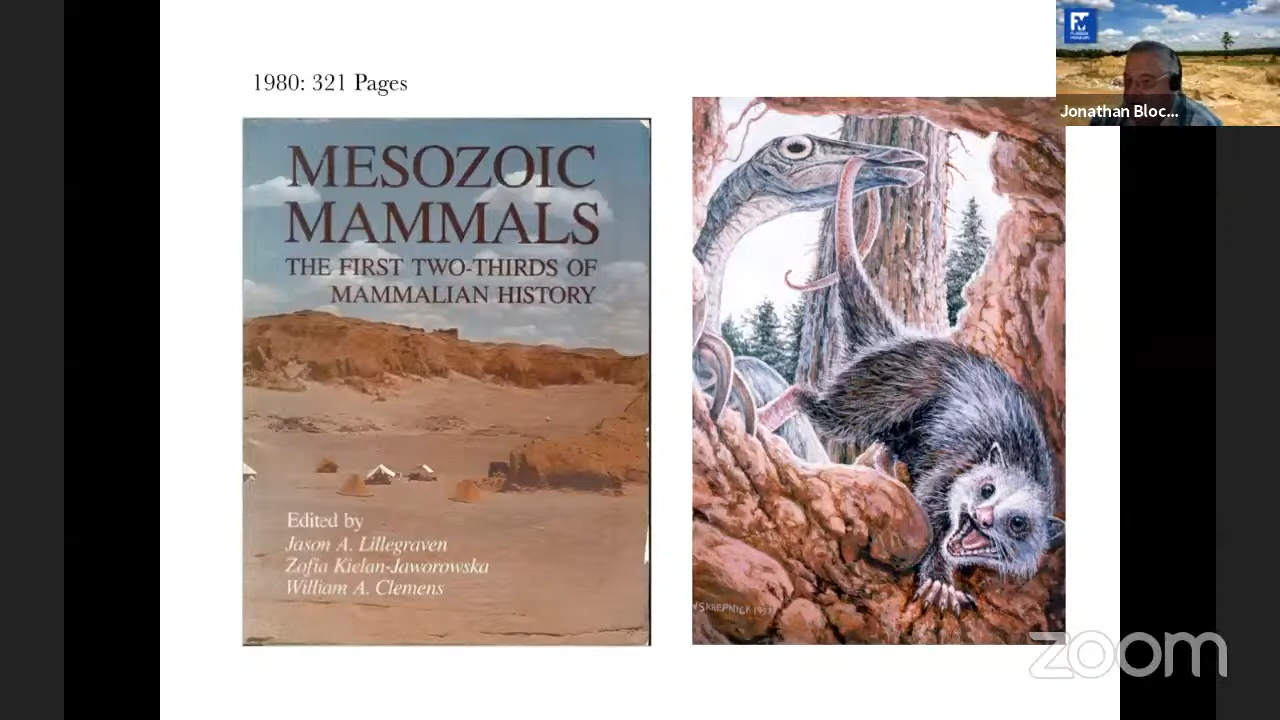 1980: 321 Pages
MESOZOIC
MAMMALS
THE FIRST TWO-THIRDS OF
MAMMALIAN HISTORY
Edited by
Jason A. Lillegraven
Zofia Kielan-Jaworowska
William A. Clemens
Jonathan Bloc...
zoom